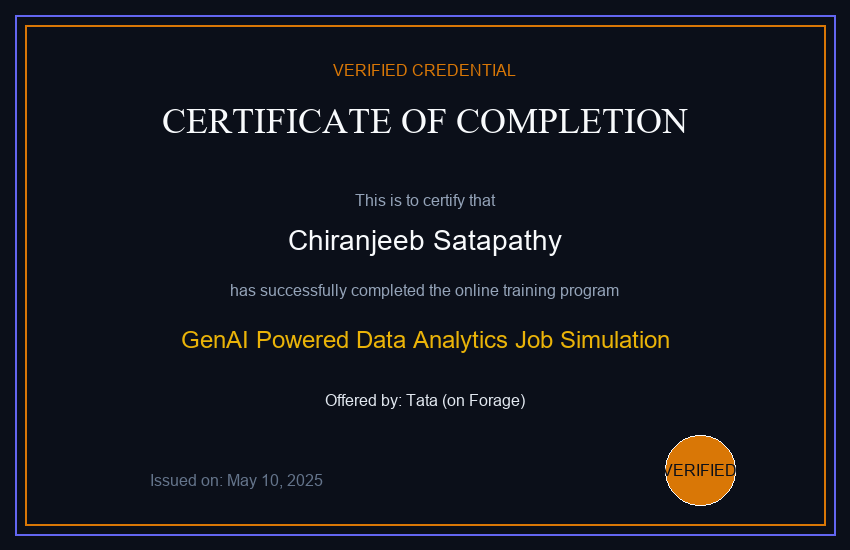 VERIFIED CREDENTIAL
CERTIFICATE OF COMPLETION
This is to certify that
Chiranjeeb Satapathy
has successfully completed the online training program
GenAI Powered Data Analytics Job Simulation
Offered by: Tata (on Forage)
Issued on: May 10, 2025
VERIFIED